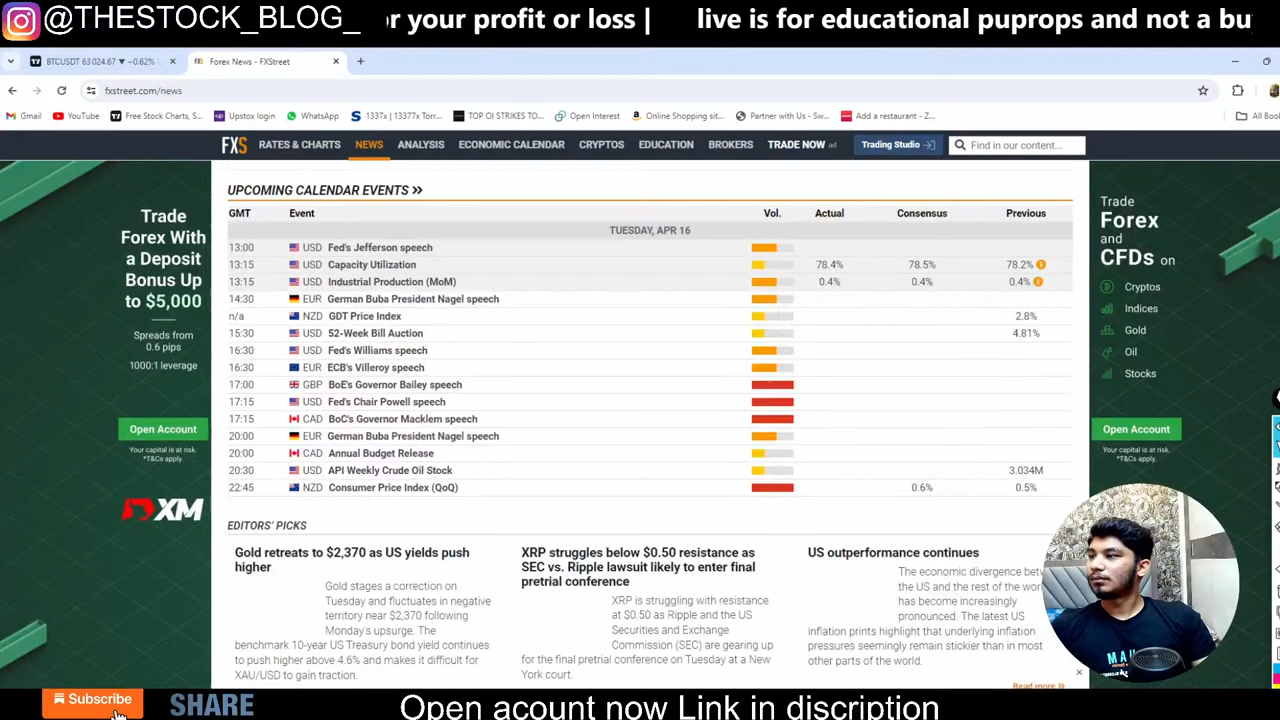 @THESTOCK_BLOG_
or your profit or loss | live is for educational puprops and not a bu
BTCUSDT 63 024.67 ▼ −0.62%
Forex News - FXStreet
fxstreet.com/news
Gmail YouTube Free Stock Charts, S... Upstox login WhatsApp 1337x | 13377x Torr... TOP OI STRIKES TO... Open Interest Online Shopping sit... Partner with Us - Sw... Add a restaurant - Z... All Boo
FXS RATES & CHARTS NEWS ANALYSIS ECONOMIC CALENDAR CRYPTOS EDUCATION BROKERS TRADE NOW ad Trading Studio Find in our content...
UPCOMING CALENDAR EVENTS
GMT Event Vol. Actual Consensus Previous
TUESDAY, APR 16
13:00 USD Fed's Jefferson speech
13:15 USD Capacity Utilization 78.4% 78.5% 78.2%
13:15 USD Industrial Production (MoM) 0.4% 0.4% 0.4%
14:30 EUR German Buba President Nagel speech
n/a NZD GDT Price Index 2.8%
15:30 USD 52-Week Bill Auction 4.81%
16:30 USD Fed's Williams speech
16:30 EUR ECB's Villeroy speech
17:00 GBP BoE's Governor Bailey speech
17:15 USD Fed's Chair Powell speech
17:15 CAD BoC's Governor Macklem speech
20:00 EUR German Buba President Nagel speech
20:00 CAD Annual Budget Release
20:30 USD API Weekly Crude Oil Stock 3.034M
22:45 NZD Consumer Price Index (QoQ) 0.6% 0.5%
Trade
Forex With
a Deposit
Bonus Up
to $5,000
Spreads from
0.6 pips
1000:1 leverage
Open Account
Your capital is at risk.
*T&Cs apply.
XM
Trade
Forex
and
CFDs on
Cryptos
Indices
Gold
Oil
Stocks
Open Account
Your capital is at risk.
*T&Cs apply.
EDITORS' PICKS
Gold retreats to $2,370 as US yields push
higher
Gold stages a correction on
Tuesday and fluctuates in negative
territory near $2,370 following
Monday's upsurge. The
benchmark 10-year US Treasury bond yield continues
to push higher above 4.6% and makes it difficult for
XAU/USD to gain traction.
XRP struggles below $0.50 resistance as
SEC vs. Ripple lawsuit likely to enter final
pretrial conference
XRP is struggling with resistance
at $0.50 as Ripple and the US
Securities and Exchange
Commission (SEC) are gearing up
for the final pretrial conference on Tuesday at a New
York court.
US outperformance continues
The economic divergence bet
the US and the rest of the wor
has become increasingly
pronounced. The latest US
inflation prints highlight that underlying inflation
pressures seemingly remain stickier than in most
other parts of the world.
Read more
Subscribe
SHARE
Open acount now Link in discription